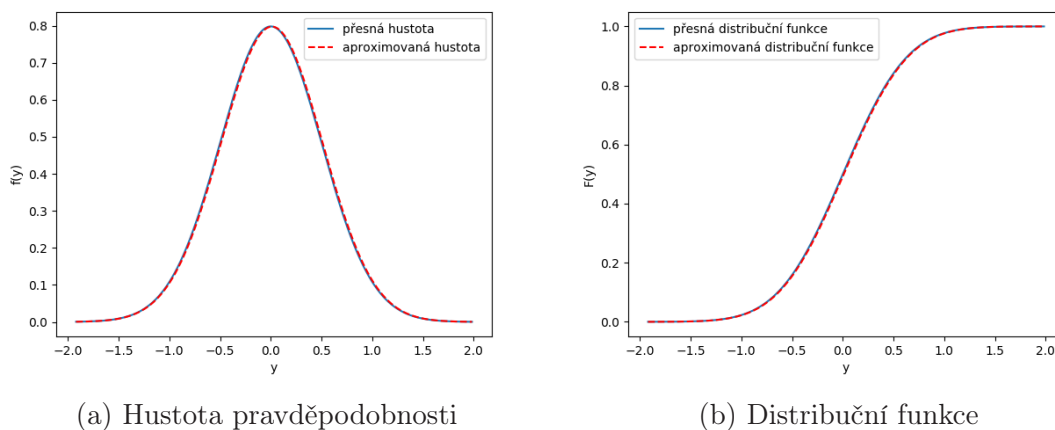 přesná hustota
aproximovaná hustota
0.8
0.7
0.6
0.5
0.4
0.3
0.2
0.1
0.0
f(y)
-2.0 -1.5 -1.0 -0.5 0.0 0.5 1.0 1.5 2.0
y
(a) Hustota pravděpodobnosti
přesná distribuční funkce
aproximovaná distribuční funkce
1.0
0.8
0.6
0.4
0.2
0.0
F(y)
-2.0 -1.5 -1.0 -0.5 0.0 0.5 1.0 1.5 2.0
y
(b) Distribuční funkce